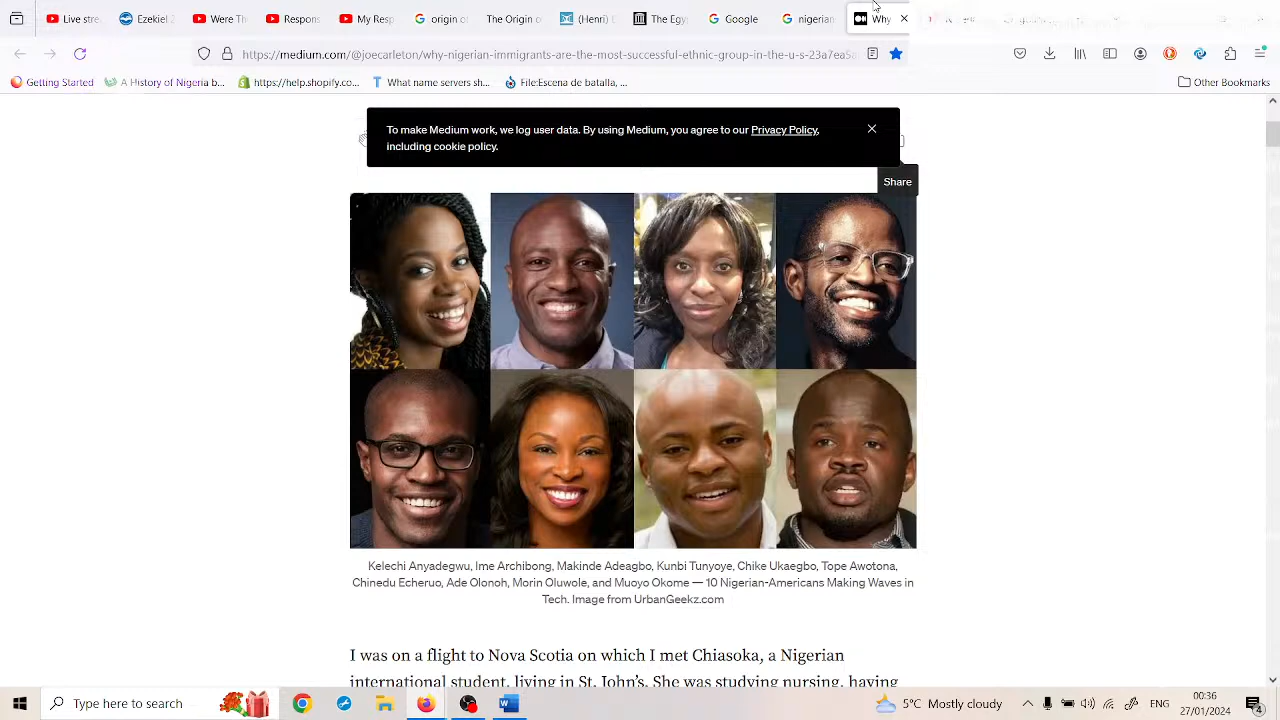 Live stre
Ezekiel
Were Th
Respons
My Resp
origin o
The Origin o
(Henri)
The Egy
Google
nigerian
Why
https://medium.com/@joecarleton/why-nigerian-immigrants-are-the-most-successful-ethnic-group-in-the-u-s-23a7ea5a
Getting Started
A History of Nigeria b...
https://help.shopify.co...
What name servers sh...
File:Escena de batalla, ...
Other Bookmarks
To make Medium work, we log user data. By using Medium, you agree to our Privacy Policy,
including cookie policy.
Share
Kelechi Anyadegwu, Ime Archibong, Makinde Adeagbo, Kunbi Tunyoye, Chike Ukaegbo, Tope Awotona,
Chinedu Echeruo, Ade Olonoh, Morin Oluwole, and Muoyo Okome — 10 Nigerian-Americans Making Waves in
Tech. Image from UrbanGeekz.com
I was on a flight to Nova Scotia on which I met Chiasoka, a Nigerian
international student, living in St. John’s. She was studying nursing, having
Type here to search
5°C Mostly cloudy
ENG
00:36
27/01/2024
4